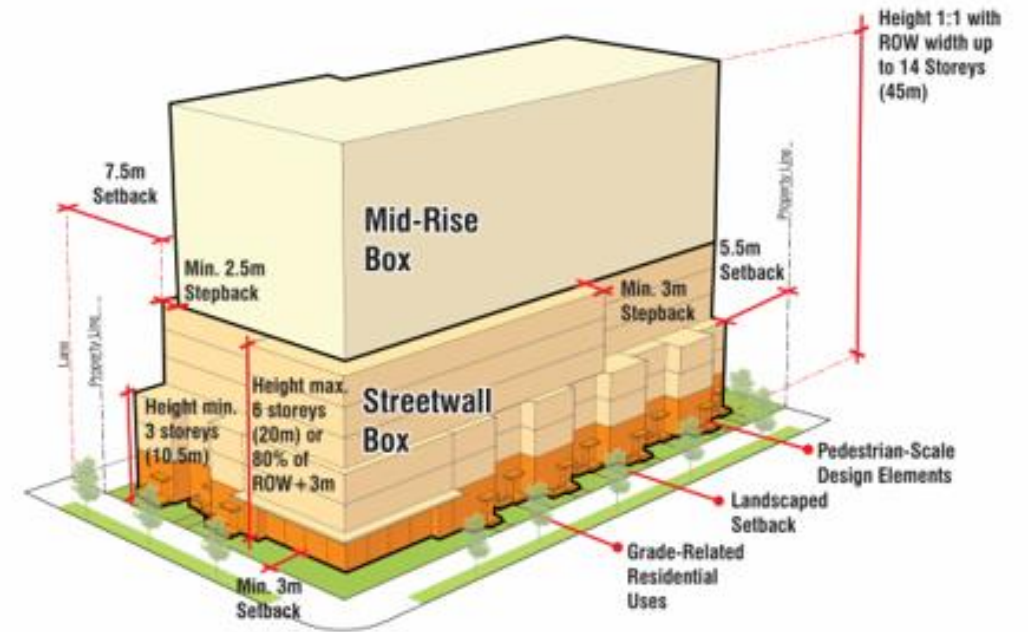 Height 1:1 with
ROW width up
to 14 Storeys
(45m)
7.5m
Setback
Property Line
Mid-Rise
Box
5.5m
Setback
Min. 2.5m
Stepback
Min. 3m
Stepback
Lane
Property Line
Height min.
3 storeys
(10.5m)
Height max.
6 storeys
(20m) or
80% of
ROW+3m
Streetwall
Box
Pedestrian-Scale
Design Elements
Landscaped
Setback
Grade-Related
Residential
Uses
Min. 3m
Setback